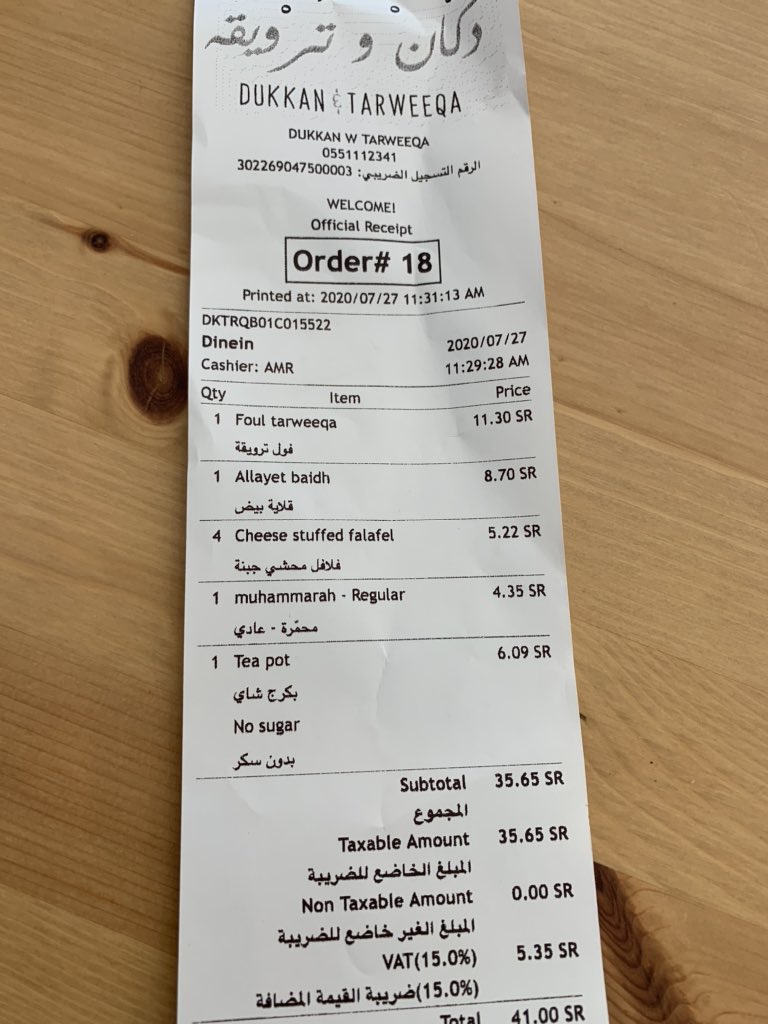 دكان و تترويقه
DUKKAN & TARWEEQA
DUKKAN W TARWEEQA
0551112341
الرقم التسجيل الضريبي: 302269047500003
WELCOME!
Official Receipt
Order# 18
Printed at: 2020/07/27 11:31:13 AM
DKTRQB01C015522
Dinein 2020/07/27
Cashier: AMR 11:29:28 AM
Qty Item Price
1 Foul tarweeqa 11.30 SR
فول ترويقة
1 Allayet baidh 8.70 SR
قلاية بيض
4 Cheese stuffed falafel 5.22 SR
فلافل محشي جبنة
1 muhammarah - Regular 4.35 SR
محمّرة - عادي
1 Tea pot 6.09 SR
بكرج شاي
No sugar
بدون سكر
Subtotal 35.65 SR
المجموع
Taxable Amount 35.65 SR
المبلغ الخاضع للضريبة
Non Taxable Amount 0.00 SR
المبلغ الغير خاضع للضريبة
VAT(15.0%) 5.35 SR
ضريبة القيمة المضافة(15.0%)
Total 41.00 SR